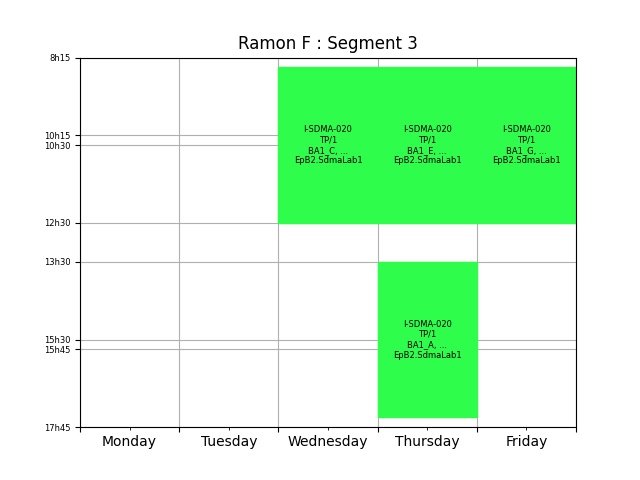 Ramon F : Segment 3
8h15
10h15
10h30
12h30
13h30
15h30
15h45
17h45
I-SDMA-020
TP/1
BA1_C, ...
EpB2.SdmaLab1
I-SDMA-020
TP/1
BA1_E, ...
EpB2.SdmaLab1
I-SDMA-020
TP/1
BA1_G, ...
EpB2.SdmaLab1
I-SDMA-020
TP/1
BA1_A, ...
EpB2.SdmaLab1
Monday
Tuesday
Wednesday
Thursday
Friday